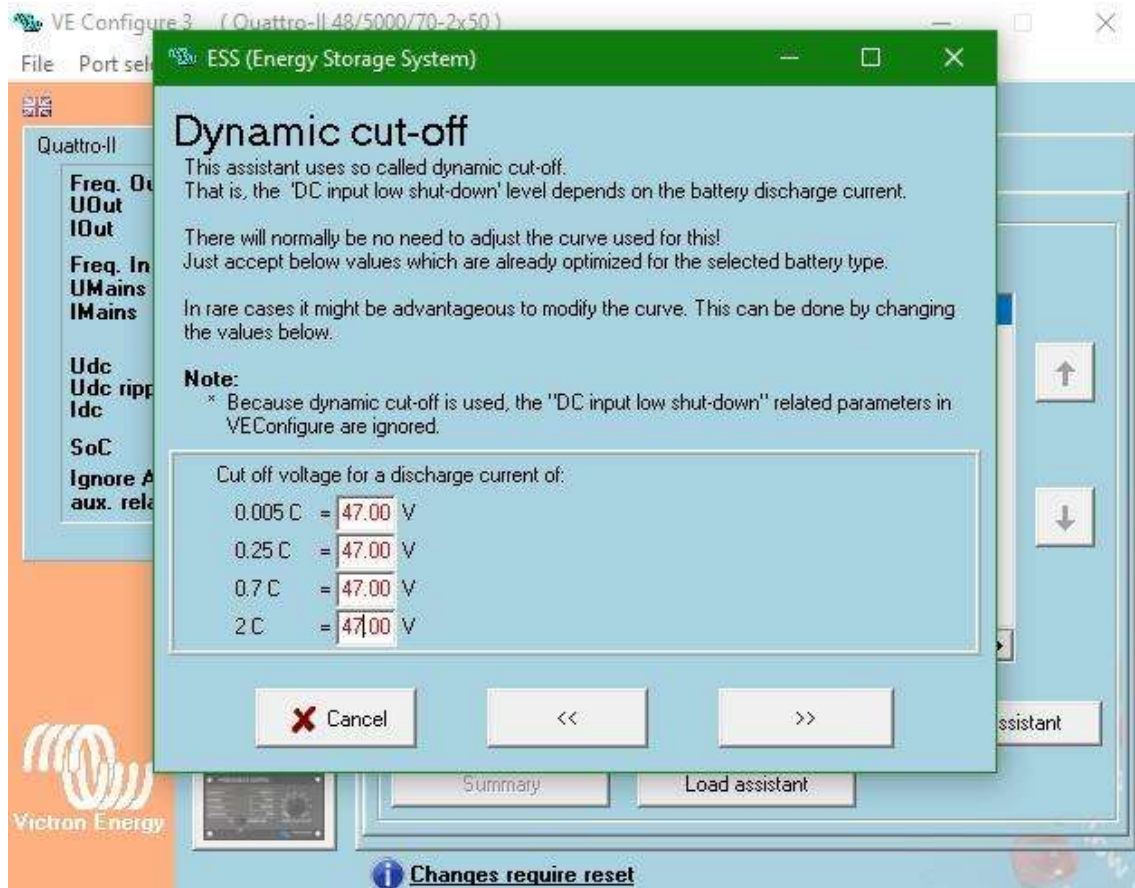 VE Configure 3 ( Quattro-II 48/5000/70-2x50 )
File Port sel
ESS (Energy Storage System)
Quattro-II
Freq. Ou
UOut
IOut
Freq. In
UMains
IMains
Udc
Udc ripp
Idc
SoC
Ignore A
aux. rela
Dynamic cut-off
This assistant uses so called dynamic cut-off.
That is, the 'DC input low shut-down' level depends on the battery discharge current.
There will normally be no need to adjust the curve used for this!
Just accept below values which are already optimized for the selected battery type.
In rare cases it might be advantageous to modify the curve. This can be done by changing
the values below.
Note:
* Because dynamic cut-off is used, the "DC input low shut-down" related parameters in
VEConfigure are ignored.
Cut off voltage for a discharge current of:
0.005 C = 47.00 V
0.25 C = 47.00 V
0.7 C = 47.00 V
2 C = 47.00 V
Cancel << >>
ssistant
Summary Load assistant
Victron Energy
Changes require reset